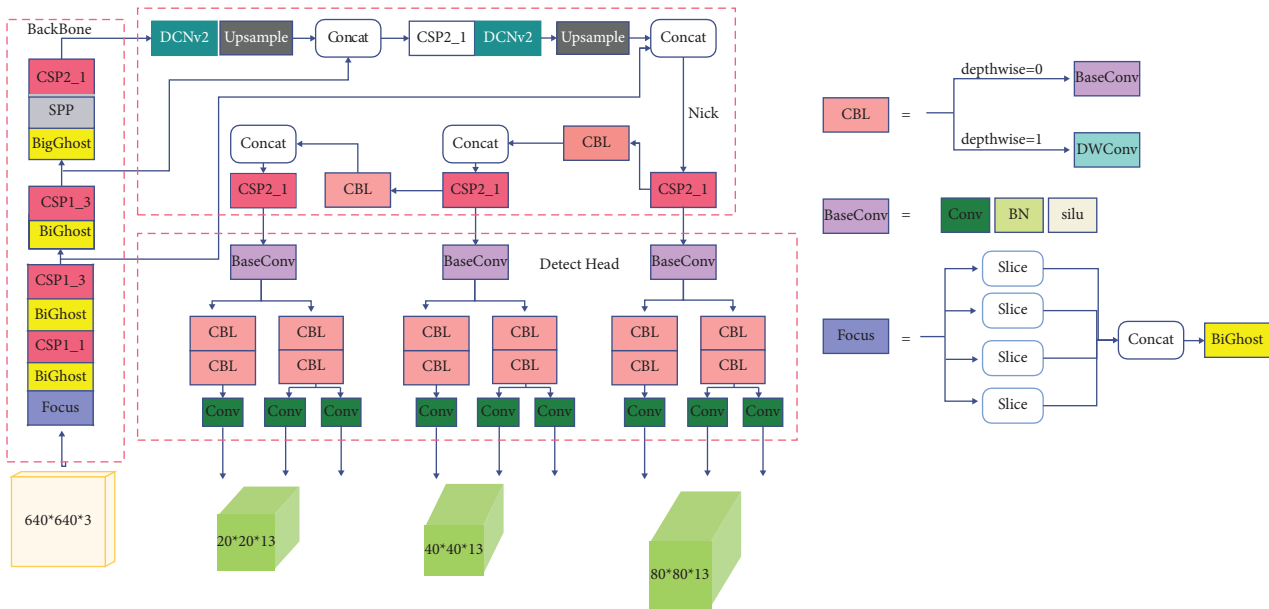 BackBone
CSP2_1
SPP
BigGhost
CSP1_3
BiGhost
CSP1_3
BiGhost
CSP1_1
BiGhost
Focus
640*640*3
DCNv2
Upsample
Concat
CSP2_1
DCNv2
Upsample
Concat
Nick
Concat
CSP2_1
CBL
Concat
CSP2_1
CBL
CSP2_1
BaseConv
BaseConv
Detect Head
BaseConv
CBL
CBL
CBL
CBL
CBL
CBL
CBL
CBL
CBL
CBL
CBL
CBL
Conv
Conv
Conv
Conv
Conv
Conv
Conv
Conv
Conv
20*20*13
40*40*13
80*80*13
CBL
=
depthwise=0
BaseConv
depthwise=1
DWConv
BaseConv
=
Conv
BN
silu
Focus
=
Slice
Slice
Slice
Slice
Concat
BiGhost